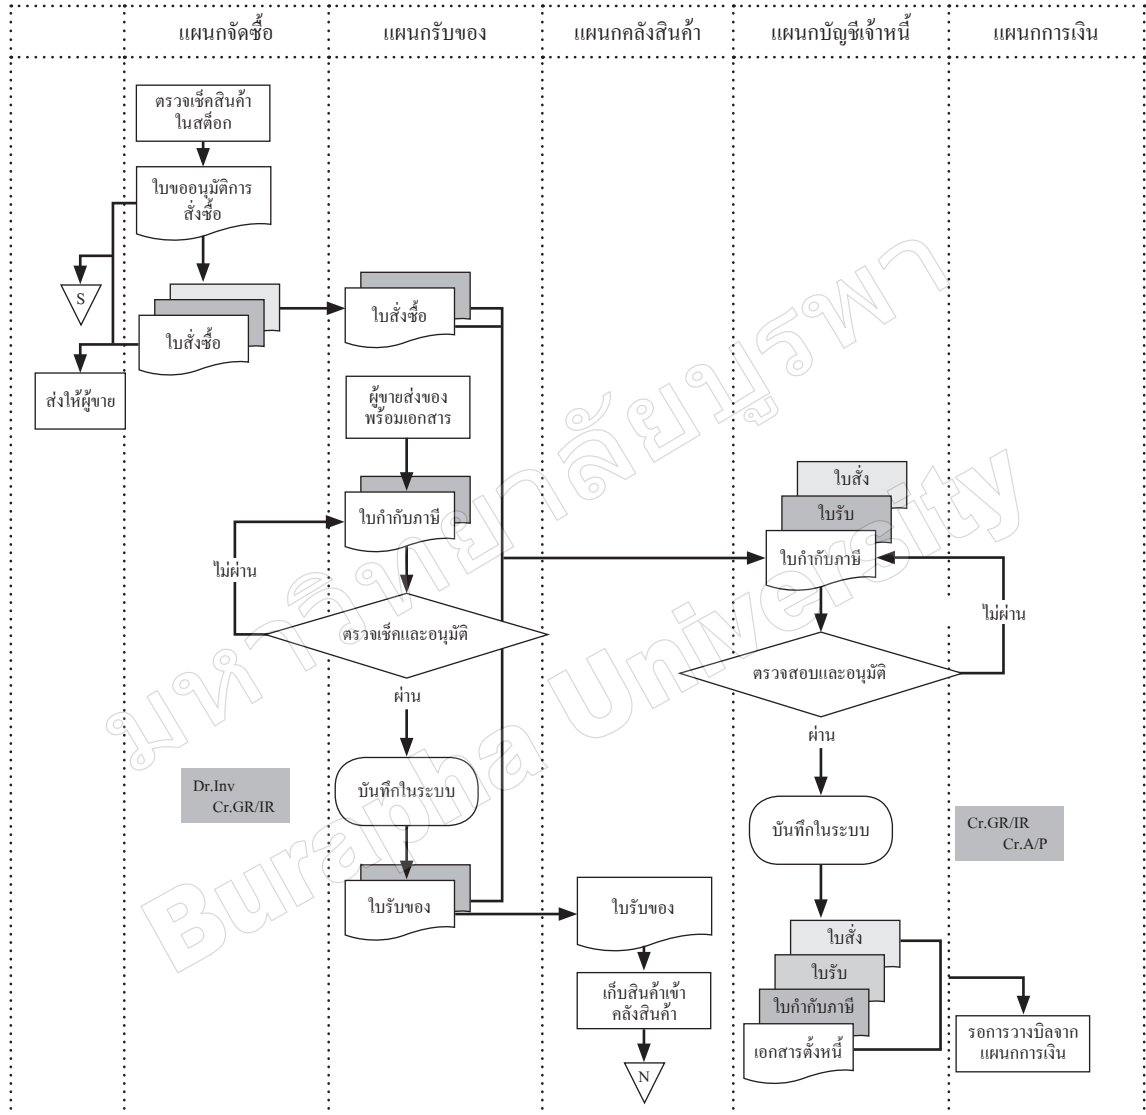 แผนกจัดซื้อ
แผนกรับของ
แผนกคลังสินค้า
แผนกบัญชีเจ้าหนี้
แผนกการเงิน
ตรวจเช็คสินค้า
ในสต็อก
ใบขออนุมัติการ
สั่งซื้อ
S
ใบสั่งซื้อ
ส่งให้ผู้ขาย
ใบสั่งซื้อ
ผู้ขายส่งของ
พร้อมเอกสาร
ใบกำกับภาษี
ไม่ผ่าน
ตรวจเช็คและอนุมัติ
ผ่าน
Dr.Inv
Cr.GR/IR
บันทึกในระบบ
ใบรับของ
ใบรับของ
เก็บสินค้าเข้า
คลังสินค้า
N
ใบสั่ง
ใบรับ
ใบกำกับภาษี
ไม่ผ่าน
ตรวจสอบและอนุมัติ
ผ่าน
บันทึกในระบบ
Cr.GR/IR
Cr.A/P
ใบสั่ง
ใบรับ
ใบกำกับภาษี
เอกสารตั้งหนี้
รอการวางบิลจาก
แผนกการเงิน
มหาวิทยาลัยบูรพา
Burapha University